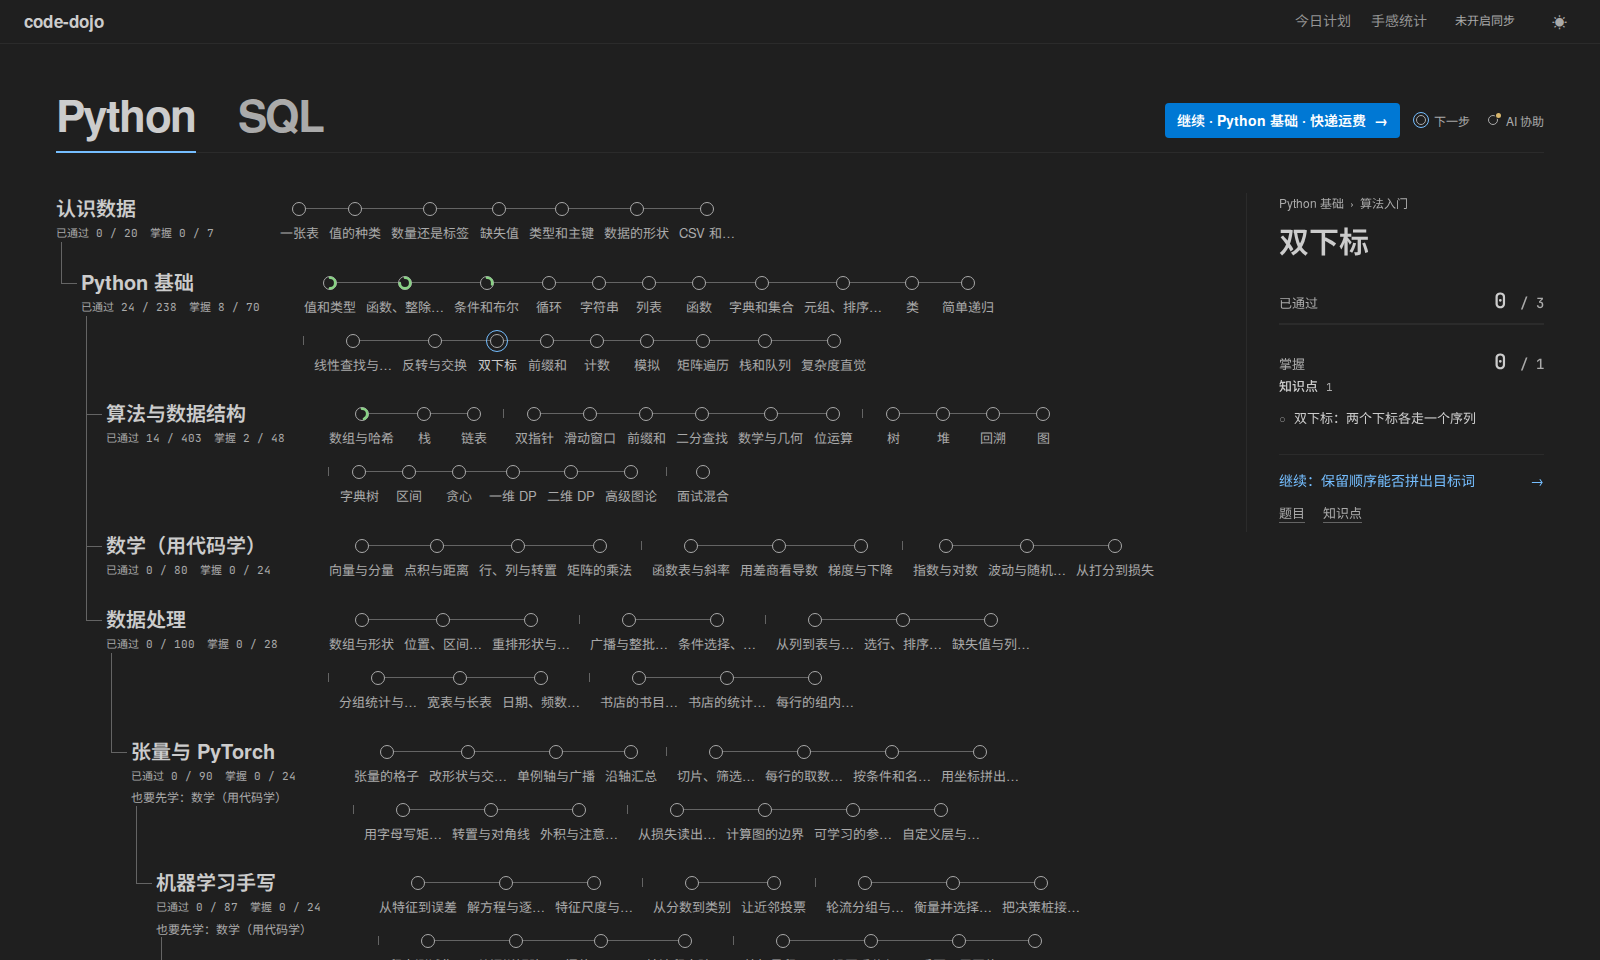 code-dojo
今日计划 手感统计 未开启同步
Python SQL
继续 · Python 基础 · 快递运费 → 下一步 AI 协助
认识数据
已通过 0 / 20 掌握 0 / 7
一张表 值的种类 数量还是标签 缺失值 类型和主键 数据的形状 CSV 和…
Python 基础
已通过 24 / 238 掌握 8 / 70
值和类型 函数、整除… 条件和布尔 循环 字符串 列表 函数 字典和集合 元组、排序… 类 简单递归
线性查找与… 反转与交换 双下标 前缀和 计数 模拟 矩阵遍历 栈和队列 复杂度直觉
算法与数据结构
已通过 14 / 403 掌握 2 / 48
数组与哈希 栈 链表 双指针 滑动窗口 前缀和 二分查找 数学与几何 位运算 树 堆 回溯 图
字典树 区间 贪心 一维 DP 二维 DP 高级图论 面试混合
数学（用代码学）
已通过 0 / 80 掌握 0 / 24
向量与分量 点积与距离 行、列与转置 矩阵的乘法 函数表与斜率 用差商看导数 梯度与下降 指数与对数 波动与随机… 从打分到损失
数据处理
已通过 0 / 100 掌握 0 / 28
数组与形状 位置、区间… 重排形状与… 广播与整批… 条件选择、… 从列到表与… 选行、排序… 缺失值与列…
分组统计与… 宽表与长表 日期、频数… 书店的书目… 书店的统计… 每行的组内…
张量与 PyTorch
已通过 0 / 90 掌握 0 / 24
也要先学：数学（用代码学）
张量的格子 改形状与交… 单例轴与广播 沿轴汇总 切片、筛选… 每行的取数… 按条件和名… 用坐标拼出…
用字母写矩… 转置与对角线 外积与注意… 从损失读出… 计算图的边界 可学习的参… 自定义层与…
机器学习手写
已通过 0 / 87 掌握 0 / 24
也要先学：数学（用代码学）
从特征到误差 解方程与逐… 特征尺度与… 从分数到类别 让近邻投票 轮流分组与… 衡量并选择… 把决策桩接…
Python 基础 › 算法入门
双下标
已通过 0 / 3
掌握 0 / 1
知识点 1
双下标：两个下标各走一个序列
继续：保留顺序能否拼出目标词 →
题目 知识点